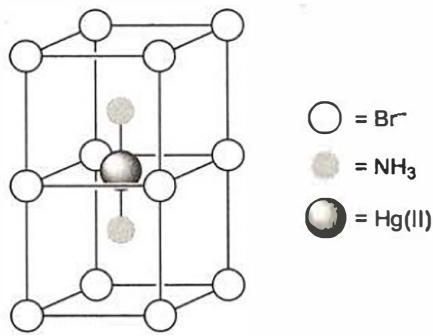 = Br⁻
= NH₃
= Hg(II)